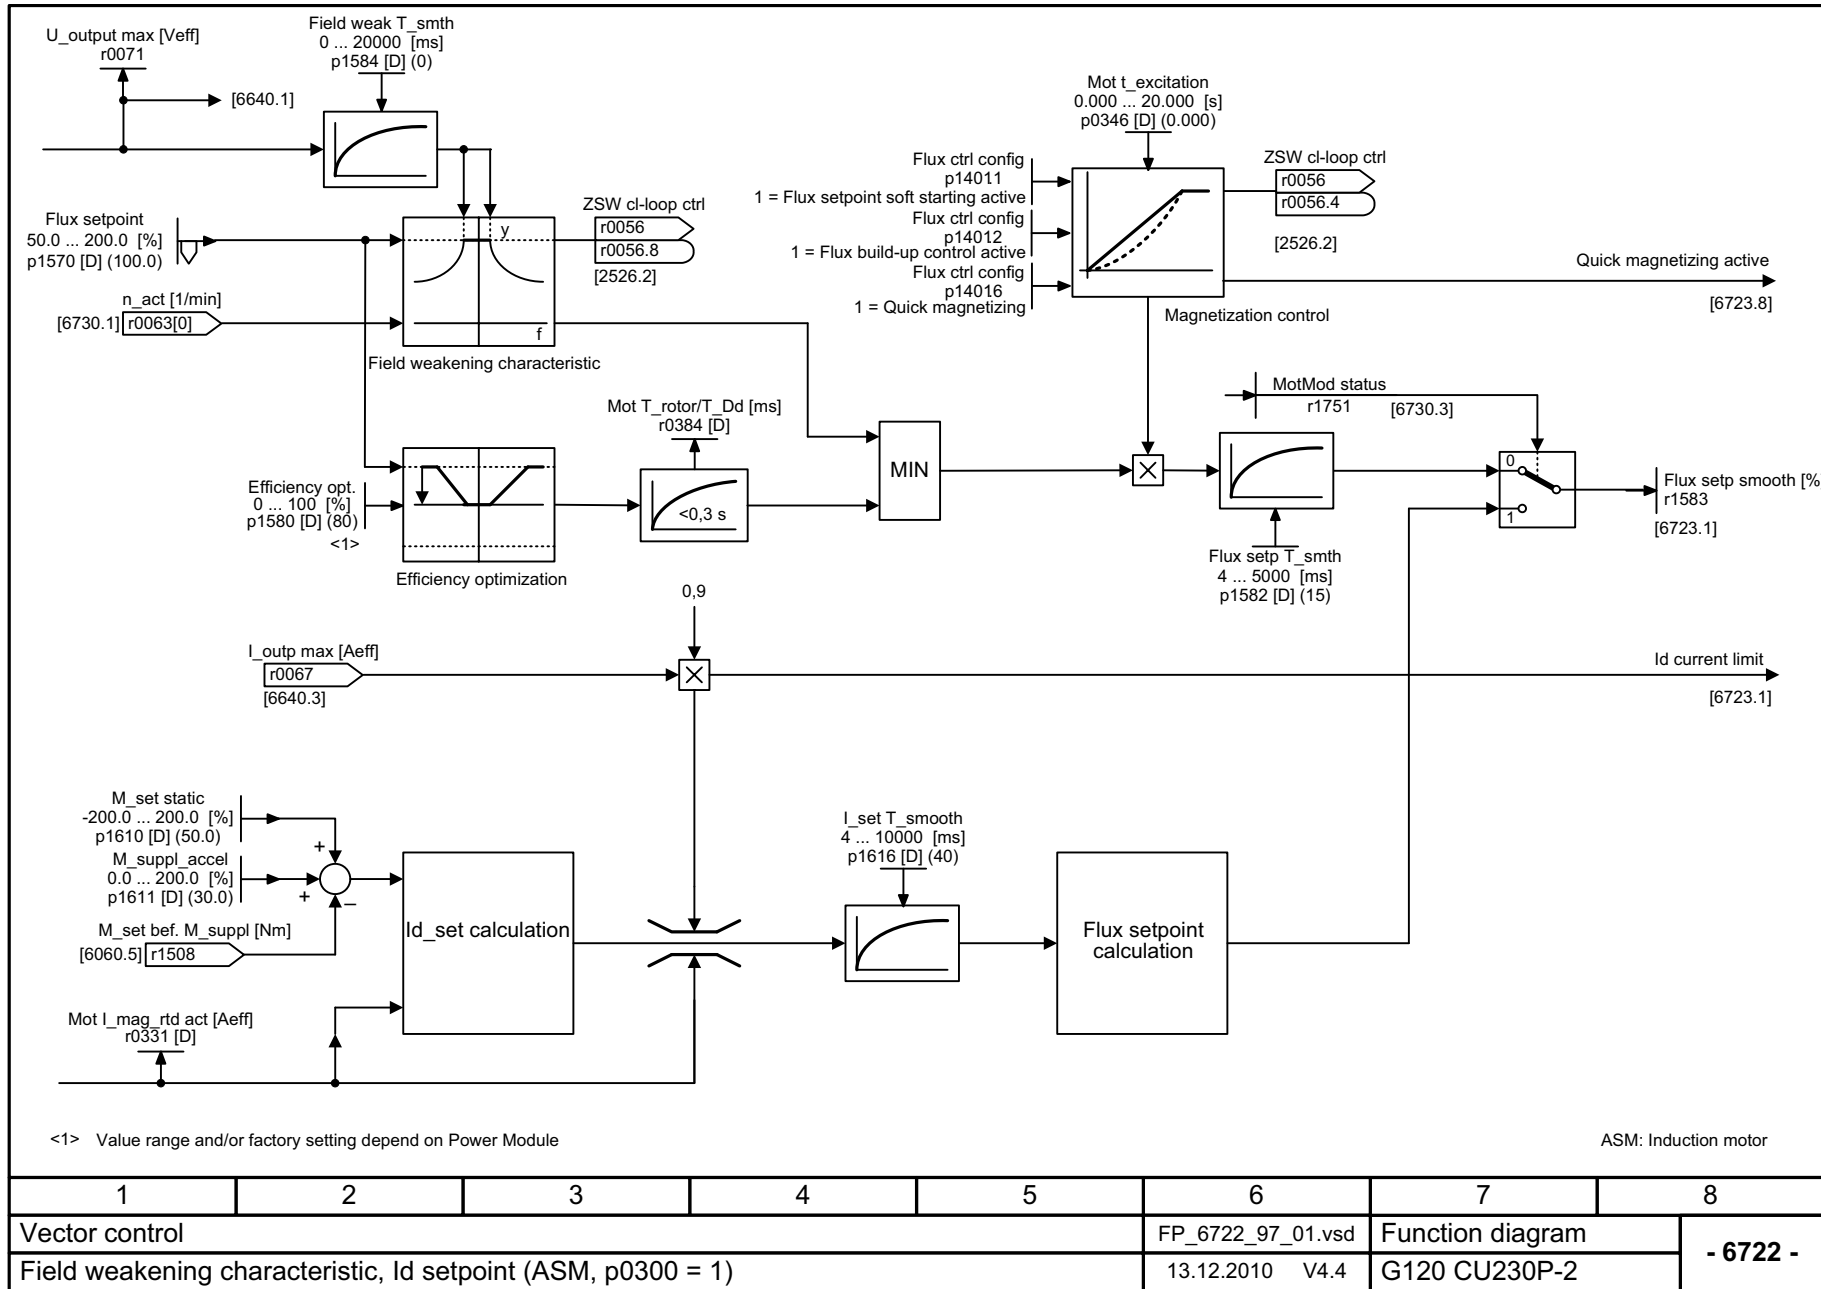 U_output max [Veff]
r0071
[6640.1]
Field weak T_smth
0 ... 20000 [ms]
p1584 [D] (0)
Flux setpoint
50.0 ... 200.0 [%]
p1570 [D] (100.0)
n_act [1/min]
[6730.1] r0063[0]
y
f
Field weakening characteristic
ZSW cl-loop ctrl
r0056
r0056.8
[2526.2]
Mot t_excitation
0.000 ... 20.000 [s]
p0346 [D] (0.000)
Flux ctrl config
p14011
1 = Flux setpoint soft starting active
Flux ctrl config
p14012
1 = Flux build-up control active
Flux ctrl config
p14016
1 = Quick magnetizing
Magnetization control
ZSW cl-loop ctrl
r0056
r0056.4
[2526.2]
Quick magnetizing active
[6723.8]
Efficiency opt.
0 ... 100 [%]
p1580 [D] (80)
<1>
Efficiency optimization
Mot T_rotor/T_Dd [ms]
r0384 [D]
<0,3 s
MIN
MotMod status
r1751 [6730.3]
0
1
Flux setp T_smth
4 ... 5000 [ms]
p1582 [D] (15)
Flux setp smooth [%
r1583
[6723.1]
0,9
I_outp max [Aeff]
r0067
[6640.3]
Id current limit
[6723.1]
M_set static
-200.0 ... 200.0 [%]
p1610 [D] (50.0)
M_suppl_accel
0.0 ... 200.0 [%]
p1611 [D] (30.0)
+
+
–
M_set bef. M_suppl [Nm]
[6060.5] r1508
Id_set calculation
I_set T_smooth
4 ... 10000 [ms]
p1616 [D] (40)
Flux setpoint
calculation
Mot I_mag_rtd act [Aeff]
r0331 [D]
<1> Value range and/or factory setting depend on Power Module
ASM: Induction motor
1 2 3 4 5 6 7 8
Vector control
FP_6722_97_01.vsd
Function diagram
- 6722 -
Field weakening characteristic, Id setpoint (ASM, p0300 = 1)
13.12.2010 V4.4
G120 CU230P-2